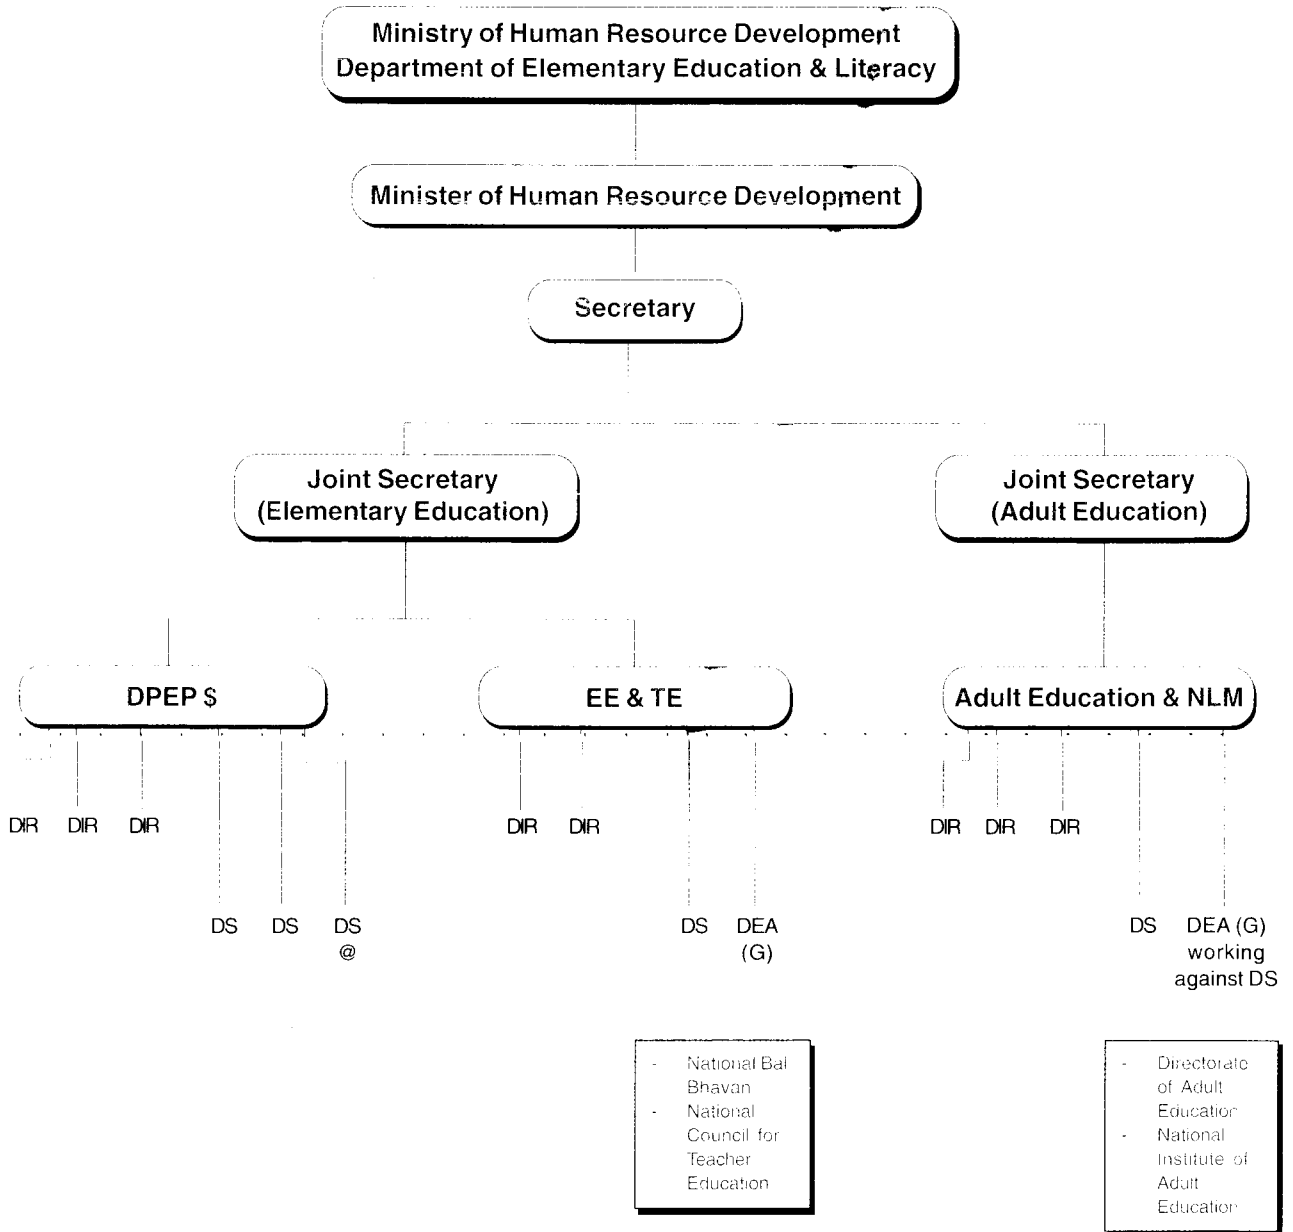 Ministry of Human Resource Development
Department of Elementary Education & Literacy
Minister of Human Resource Development
Secretary
Joint Secretary
(Elementary Education)
Joint Secretary
(Adult Education)
DPEP $
EE & TE
Adult Education & NLM
DIR DIR DIR
DIR DIR
DIR DIR DIR
DS DS DS
@
DS DEA
(G)
DS DEA (G)
working
against DS
- National Bal
Bhavan
- National
Council for
Teacher
Education
- Directorate
of Adult
Education
- National
Institute of
Adult
Education